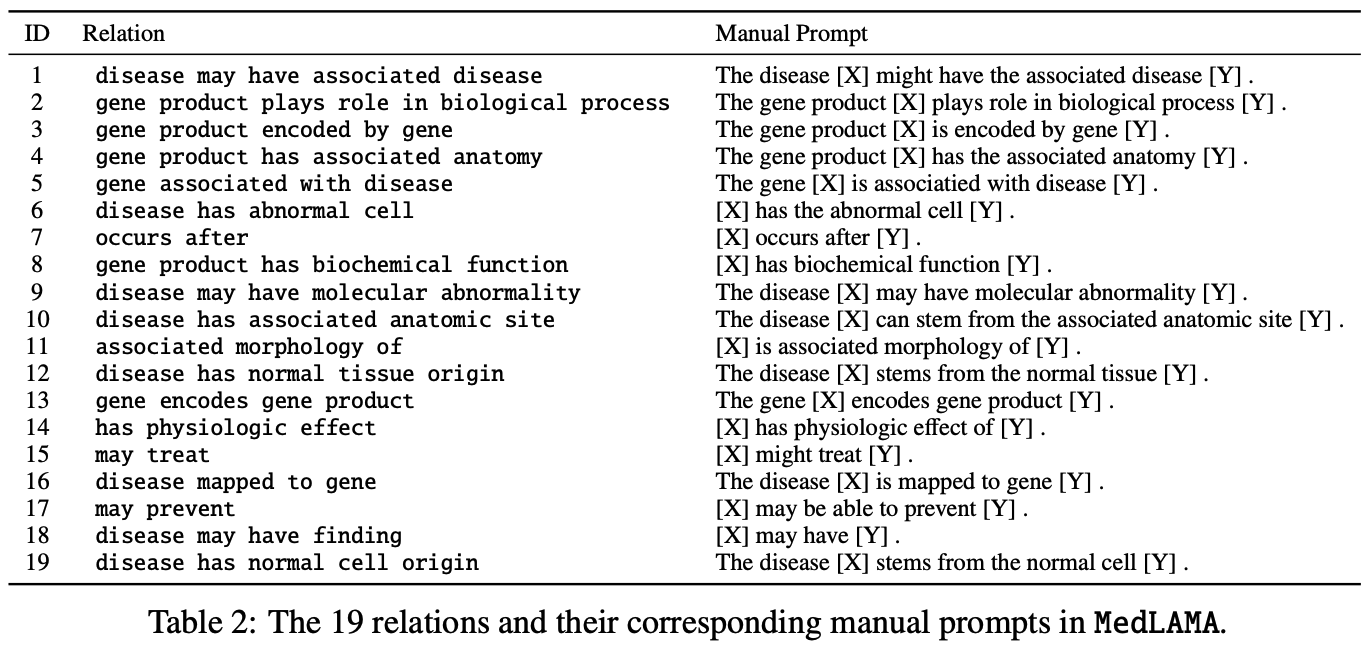 ID Relation Manual Prompt
1 disease may have associated disease The disease [X] might have the associated disease [Y] .
2 gene product plays role in biological process The gene product [X] plays role in biological process [Y] .
3 gene product encoded by gene The gene product [X] is encoded by gene [Y] .
4 gene product has associated anatomy The gene product [X] has the associated anatomy [Y] .
5 gene associated with disease The gene [X] is associatied with disease [Y] .
6 disease has abnormal cell [X] has the abnormal cell [Y] .
7 occurs after [X] occurs after [Y] .
8 gene product has biochemical function [X] has biochemical function [Y] .
9 disease may have molecular abnormality The disease [X] may have molecular abnormality [Y] .
10 disease has associated anatomic site The disease [X] can stem from the associated anatomic site [Y] .
11 associated morphology of [X] is associated morphology of [Y] .
12 disease has normal tissue origin The disease [X] stems from the normal tissue [Y] .
13 gene encodes gene product The gene [X] encodes gene product [Y] .
14 has physiologic effect [X] has physiologic effect of [Y] .
15 may treat [X] might treat [Y] .
16 disease mapped to gene The disease [X] is mapped to gene [Y] .
17 may prevent [X] may be able to prevent [Y] .
18 disease may have finding [X] may have [Y] .
19 disease has normal cell origin The disease [X] stems from the normal cell [Y] .
Table 2: The 19 relations and their corresponding manual prompts in MedLAMA.